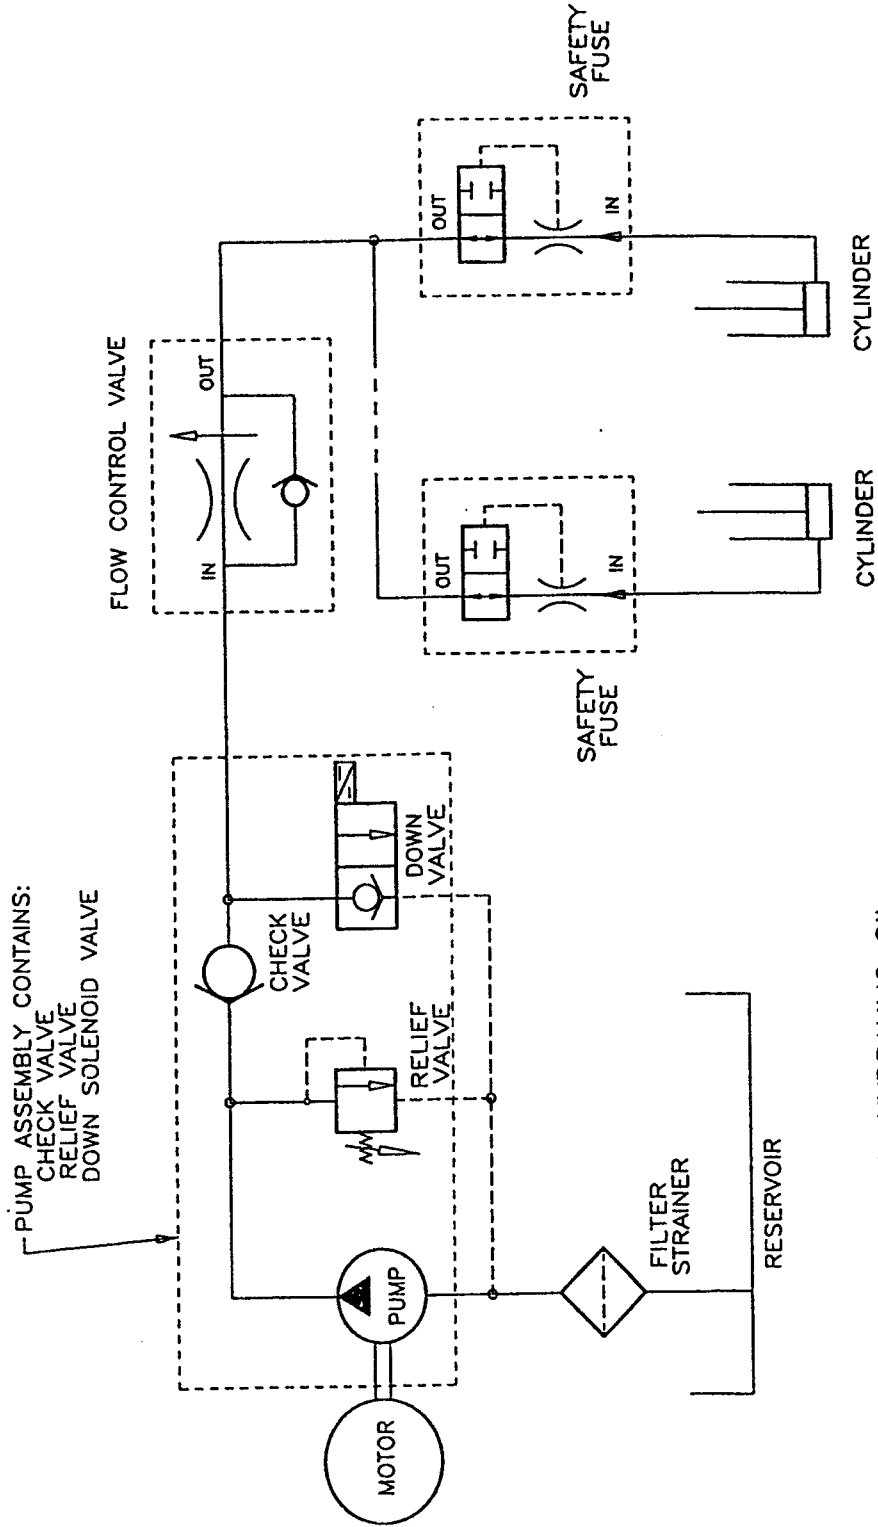 PUMP ASSEMBLY CONTAINS:
CHECK VALVE
RELIEF VALVE
DOWN SOLENOID VALVE
FLOW CONTROL VALVE
IN
OUT
CHECK
VALVE
DOWN
VALVE
RELIEF
VALVE
MOTOR
PUMP
FILTER
STRAINER
RESERVOIR
SAFETY
FUSE
OUT
IN
CYLINDER
SAFETY
FUSE
OUT
IN
CYLINDER